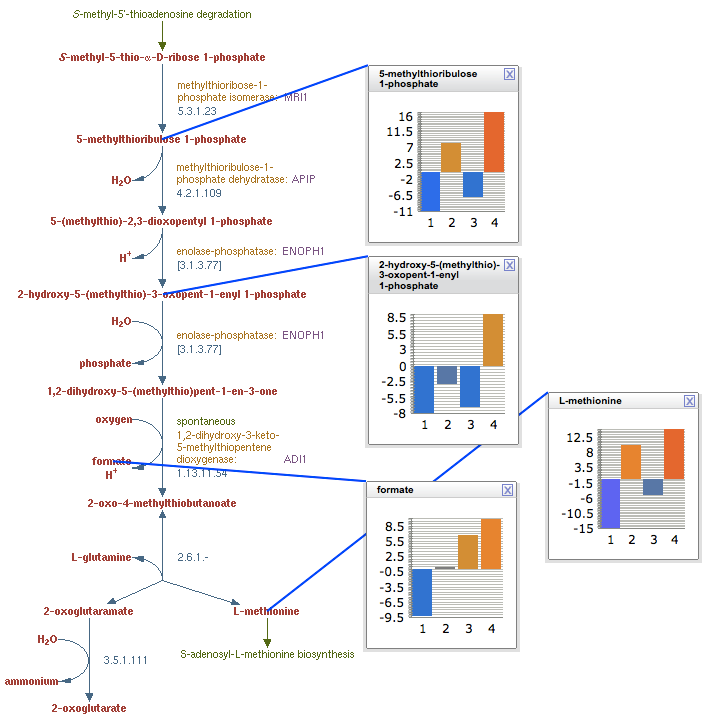 S-methyl-5'-thioadenosine degradation
S-methyl-5-thio-α-D-ribose 1-phosphate
methylthioribose-1-
phosphate isomerase: MRI1
5.3.1.23
5-methylthioribulose 1-phosphate
methylthioribulose-1-
phosphate dehydratase: APIP
4.2.1.109
H2O
5-(methylthio)-2,3-dioxopentyl 1-phosphate
enolase-phosphatase: ENOPH1
[3.1.3.77]
H+
2-hydroxy-5-(methylthio)-3-oxopent-1-enyl 1-phosphate
H2O
enolase-phosphatase: ENOPH1
[3.1.3.77]
phosphate
1,2-dihydroxy-5-(methylthio)pent-1-en-3-one
oxygen
spontaneous
1,2-dihydroxy-3-keto-
5-methylthiopentene
dioxygenase: ADI1
1.13.11.54
formate
H+
2-oxo-4-methylthiobutanoate
L-glutamine
2.6.1.-
2-oxoglutaramate
L-methionine
H2O
3.5.1.111
ammonium
2-oxoglutarate
S-adenosyl-L-methionine biosynthesis
5-methylthioribulose
1-phosphate
X
16
11.5
7
2.5
-2
-6.5
-11
1 2 3 4
2-hydroxy-5-(methylthio)-
3-oxopent-1-enyl
1-phosphate
X
8.5
5.5
3
0
-2.5
-5.5
-8
1 2 3 4
formate
X
8.5
5.5
2.5
-0.5
-3.5
-6.5
-9.5
1 2 3 4
L-methionine
X
12.5
8
3.5
-1.5
-6
-10.5
-15
1 2 3 4